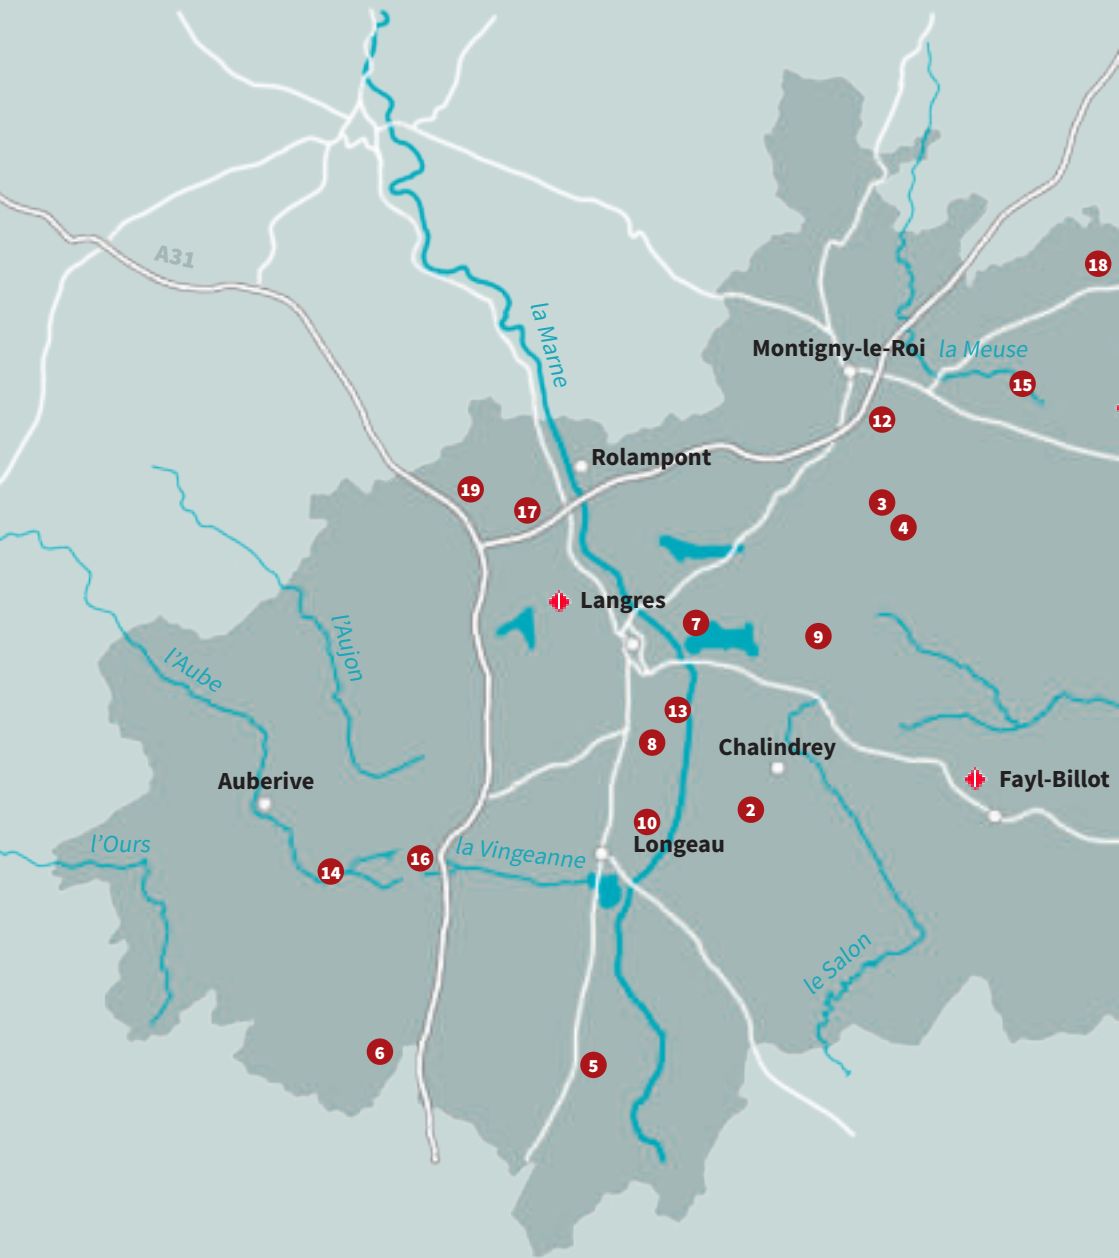 A31
18
la Marne
Montigny-le-Roi
la Meuse
15
12
Rolampont
19
17
3
4
Langres
7
9
l'Aujon
l'Aube
13
8
Chalindrey
Auberive
Fayl-Billot
2
10
l'Ours
Longeau
la Vingeanne
16
14
le Salon
6
5